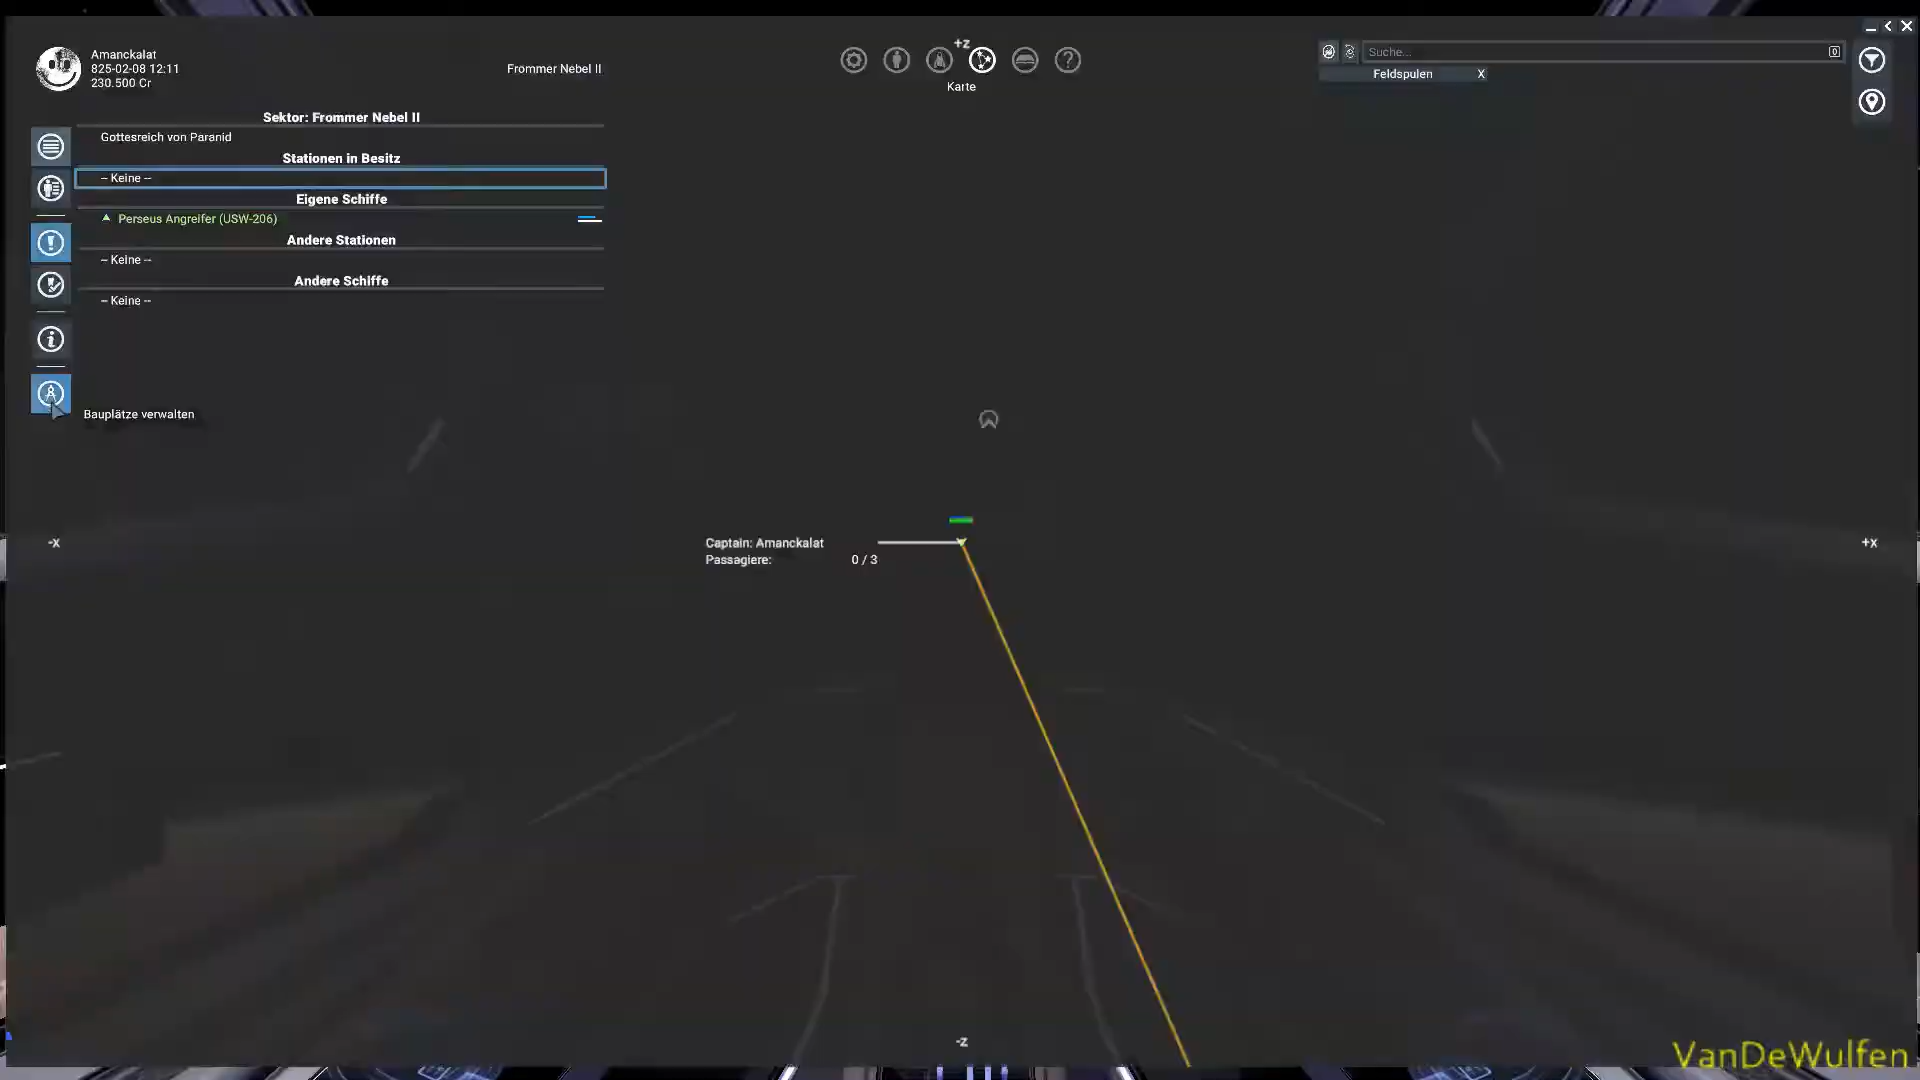 Amanckalat
825-02-08 12:11
230.500 Cr
Frommer Nebel II
+Z
Karte
Suche...
0
Feldspulen X
Sektor: Frommer Nebel II
Gottesreich von Paranid
Stationen in Besitz
-- Keine --
Eigene Schiffe
Perseus Angreifer (USW-206)
Andere Stationen
-- Keine --
Andere Schiffe
-- Keine --
Bauplätze verwalten
-X
Captain: Amanckalat
Passagiere: 0 / 3
+X
-Z
VanDeWulfen